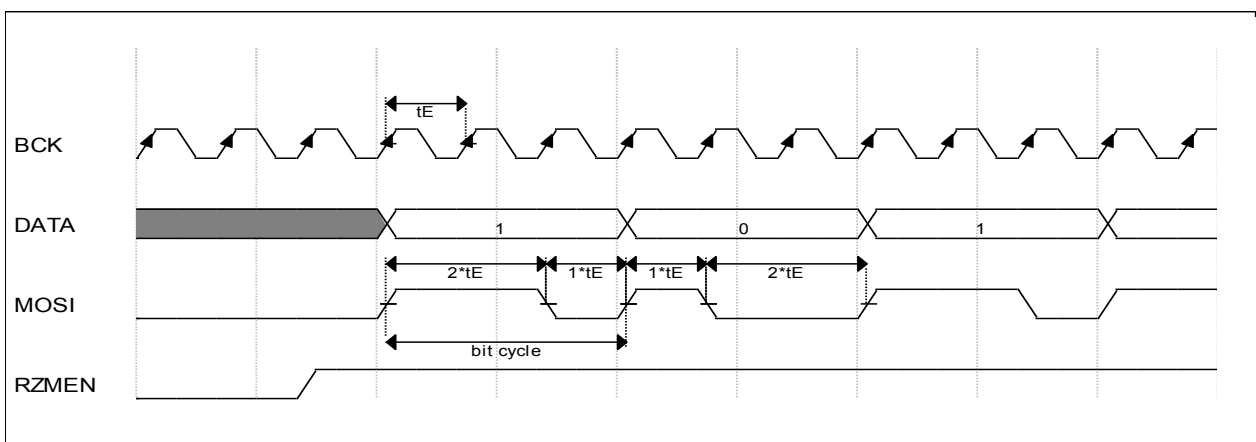 tE
BCK
DATA
1
0
1
2*tE
1*tE
1*tE
2*tE
MOSI
bit cycle
RZMEN